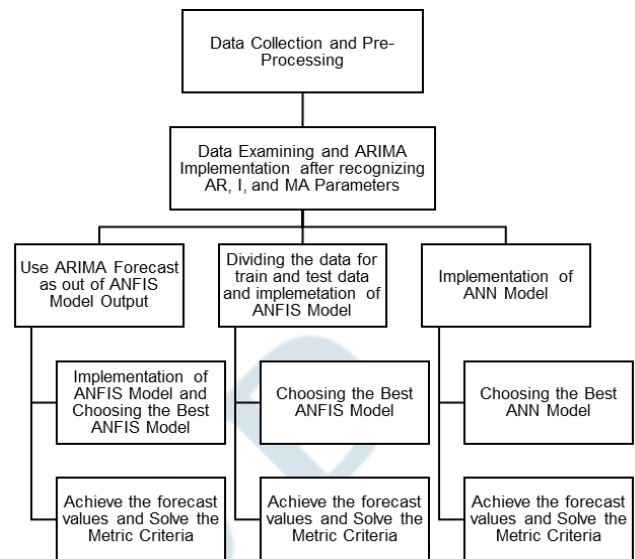 Data Collection and Pre-
Processing
Data Examining and ARIMA
Implementation after recognizing
AR, I, and MA Parameters
Use ARIMA Forecast
as out of ANFIS
Model Output
Dividing the data for
train and test data
and implemetation of
ANFIS Model
Implementation of
ANN Model
Implementation of
ANFIS Model and
Choosing the Best
ANFIS Model
Choosing the Best
ANFIS Model
Choosing the Best
ANN Model
Achieve the forecast
values and Solve the
Metric Criteria
Achieve the forecast
values and Solve the
Metric Criteria
Achieve the forecast
values and Solve the
Metric Criteria